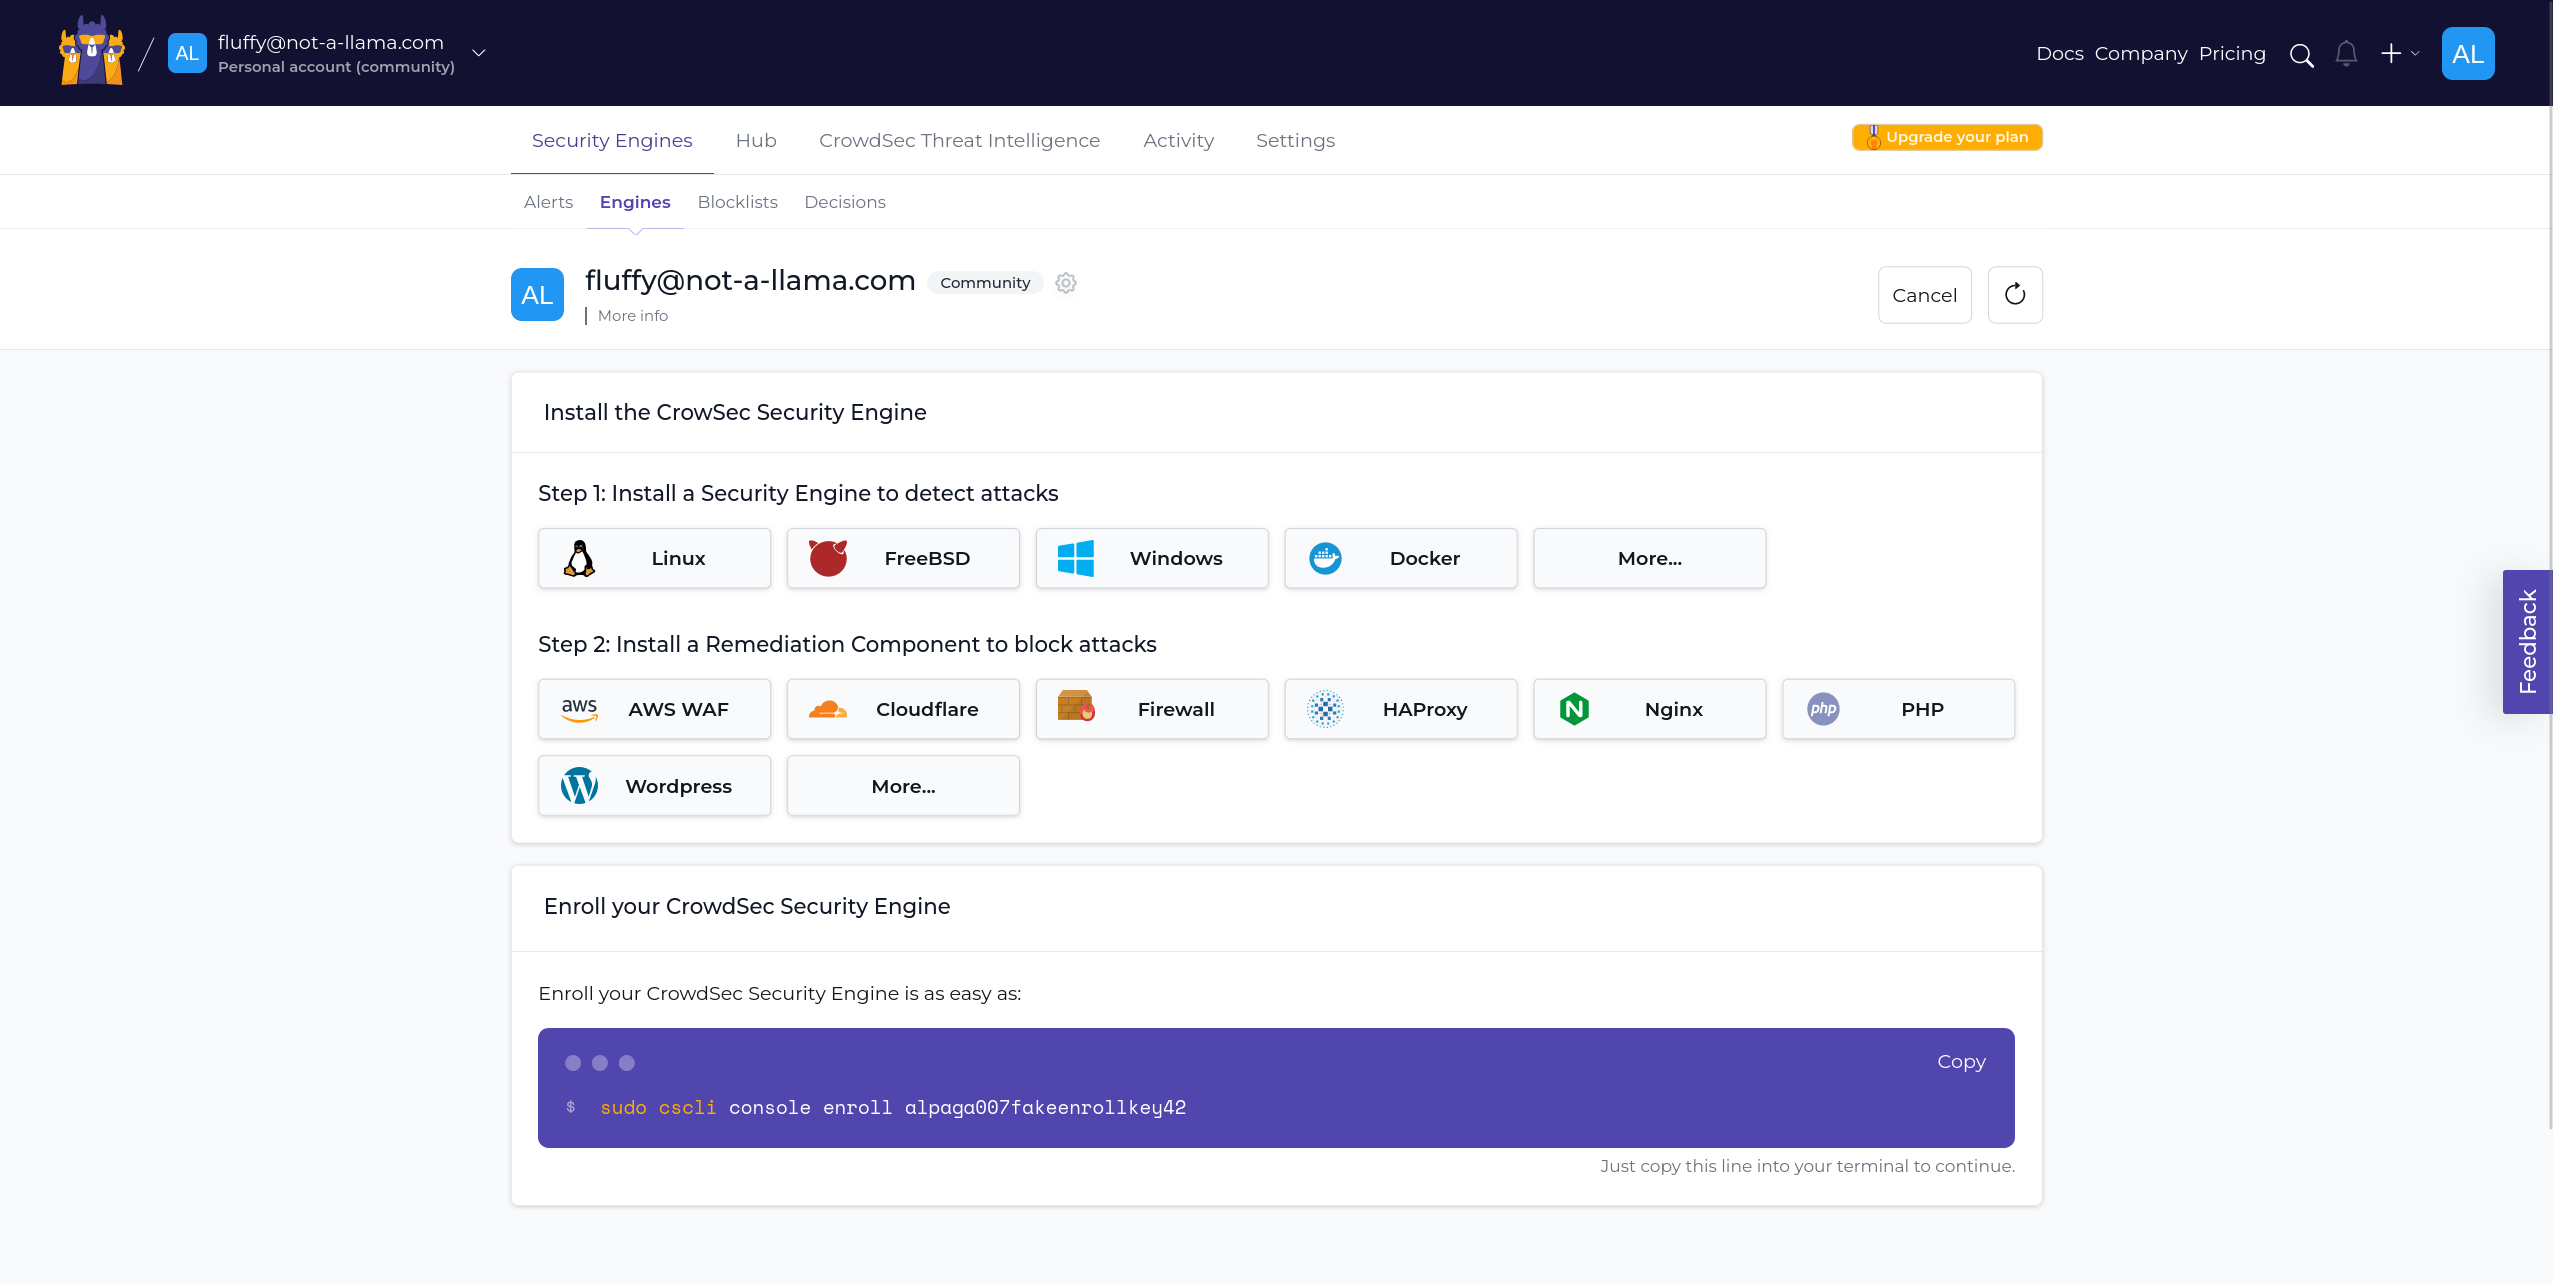 AL
fluffy@not-a-llama.com
Personal account (community)
Docs Company Pricing
AL
Security Engines Hub CrowdSec Threat Intelligence Activity Settings
Upgrade your plan
Alerts Engines Blocklists Decisions
AL
fluffy@not-a-llama.com Community
More info
Cancel
Install the CrowSec Security Engine
Step 1: Install a Security Engine to detect attacks
Linux FreeBSD Windows Docker More...
Step 2: Install a Remediation Component to block attacks
aws AWS WAF Cloudflare Firewall HAProxy N Nginx php PHP
W Wordpress More...
Feedback
Enroll your CrowdSec Security Engine
Enroll your CrowdSec Security Engine is as easy as:
Copy
$ sudo cscli console enroll alpaga007fakeenrollkey42
Just copy this line into your terminal to continue.